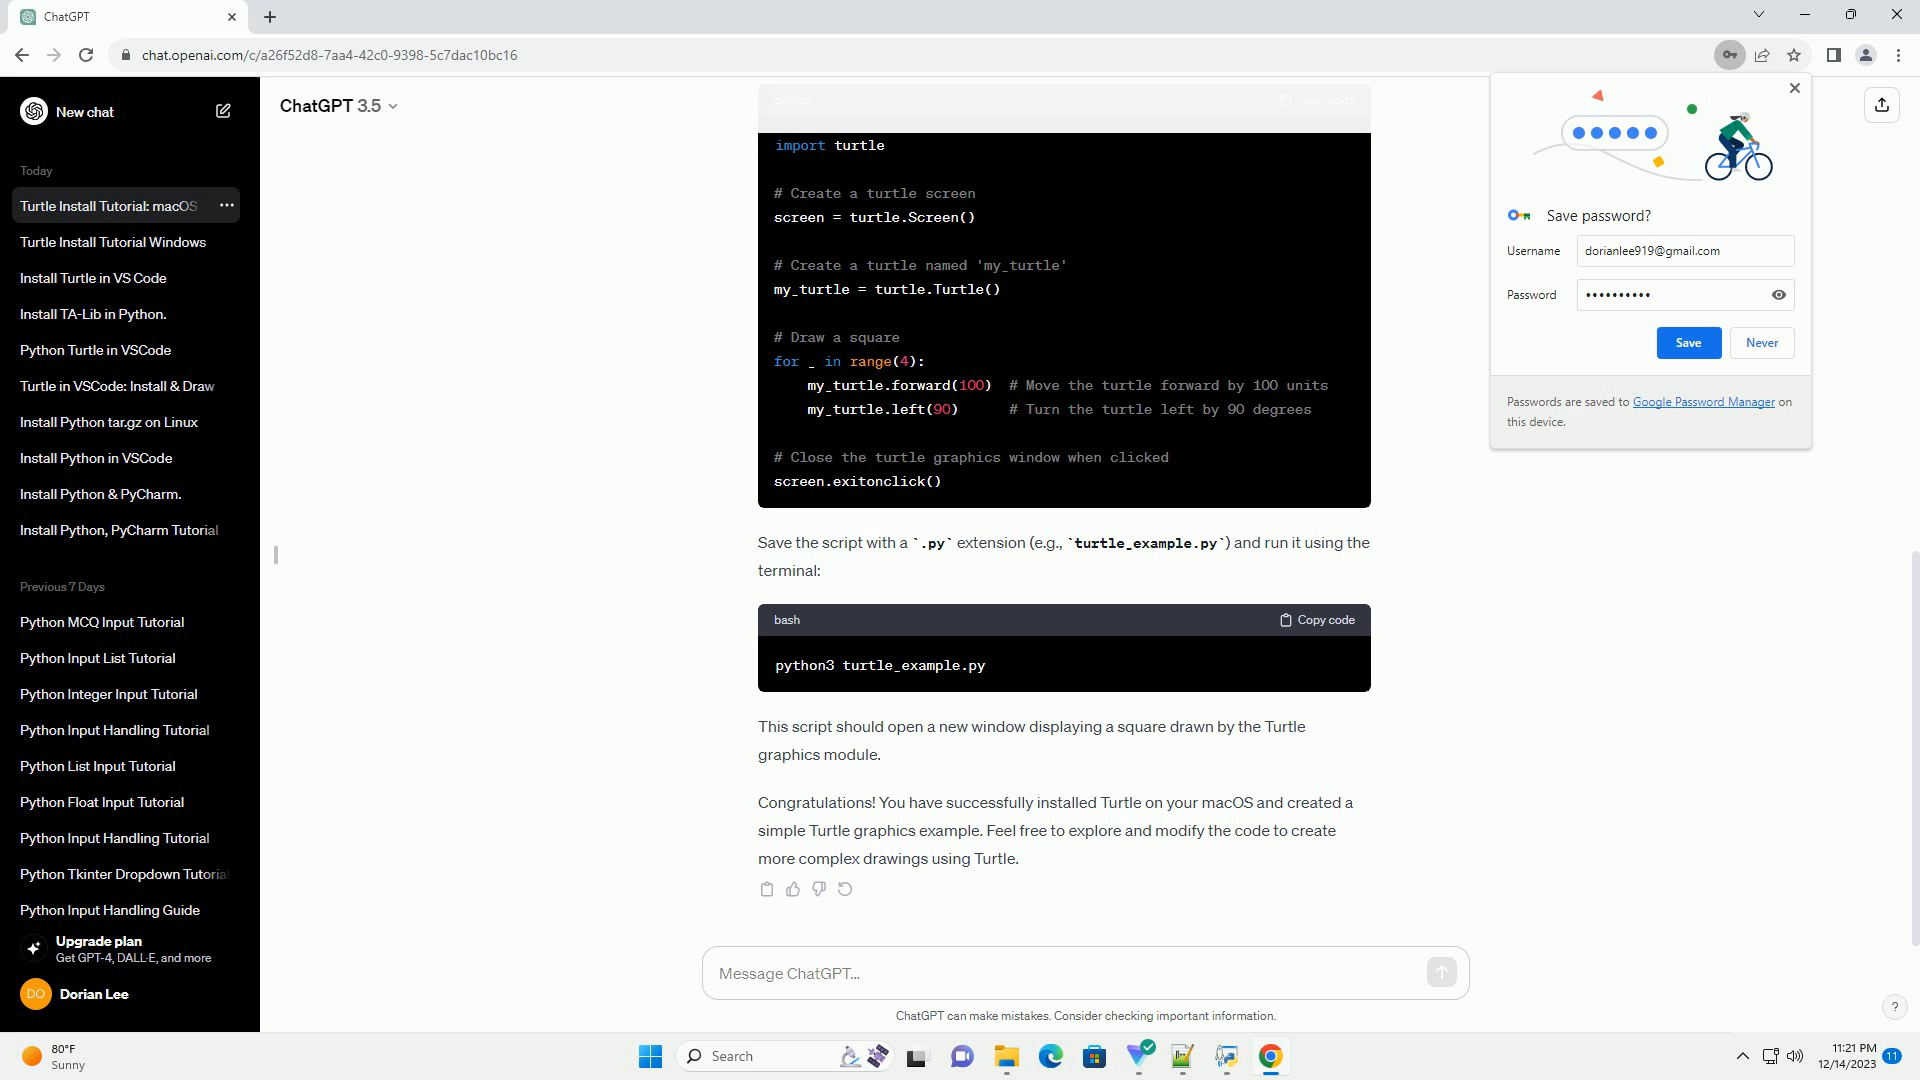 ChatGPT
chat.openai.com/c/a26f52d8-7aa4-42c0-9398-5c7dac10bc16
New chat
Today
Turtle Install Tutorial: macOS
Turtle Install Tutorial Windows
Install Turtle in VS Code
Install TA-Lib in Python.
Python Turtle in VSCode
Turtle in VSCode: Install & Draw
Install Python tar.gz on Linux
Install Python in VSCode
Install Python & PyCharm.
Install Python, PyCharm Tutorial
Previous 7 Days
Python MCQ Input Tutorial
Python Input List Tutorial
Python Integer Input Tutorial
Python Input Handling Tutorial
Python List Input Tutorial
Python Float Input Tutorial
Python Input Handling Tutorial
Python Tkinter Dropdown Tutorial
Python Input Handling Guide
Upgrade plan
Get GPT-4, DALL·E, and more
DO Dorian Lee
ChatGPT 3.5
import turtle
# Create a turtle screen
screen = turtle.Screen()
# Create a turtle named 'my_turtle'
my_turtle = turtle.Turtle()
# Draw a square
for _ in range(4):
my_turtle.forward(100) # Move the turtle forward by 100 units
my_turtle.left(90) # Turn the turtle left by 90 degrees
# Close the turtle graphics window when clicked
screen.exitonclick()
Save the script with a `.py` extension (e.g., `turtle_example.py`) and run it using the
terminal:
bash Copy code
python3 turtle_example.py
This script should open a new window displaying a square drawn by the Turtle
graphics module.
Congratulations! You have successfully installed Turtle on your macOS and created a
simple Turtle graphics example. Feel free to explore and modify the code to create
more complex drawings using Turtle.
Message ChatGPT...
ChatGPT can make mistakes. Consider checking important information.
Save password?
Username dorianlee919@gmail.com
Password ••••••••••
Save Never
Passwords are saved to Google Password Manager on
this device.
?
80°F
Sunny
Search
11:21 PM
12/14/2023
11